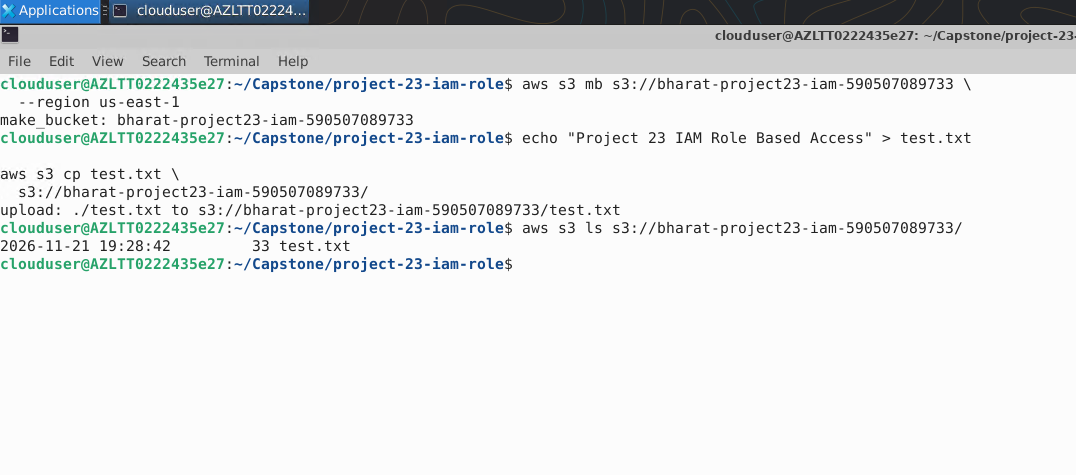 Applications
clouduser@AZLTT02224...
clouduser@AZLTT0222435e27: ~/Capstone/project-23-
File Edit View Search Terminal Help
clouduser@AZLTT0222435e27:~/Capstone/project-23-iam-role$ aws s3 mb s3://bharat-project23-iam-590507089733 \
  --region us-east-1
make_bucket: bharat-project23-iam-590507089733
clouduser@AZLTT0222435e27:~/Capstone/project-23-iam-role$ echo "Project 23 IAM Role Based Access" > test.txt
aws s3 cp test.txt \
  s3://bharat-project23-iam-590507089733/
upload: ./test.txt to s3://bharat-project23-iam-590507089733/test.txt
clouduser@AZLTT0222435e27:~/Capstone/project-23-iam-role$ aws s3 ls s3://bharat-project23-iam-590507089733/
2026-11-21 19:28:42         33 test.txt
clouduser@AZLTT0222435e27:~/Capstone/project-23-iam-role$